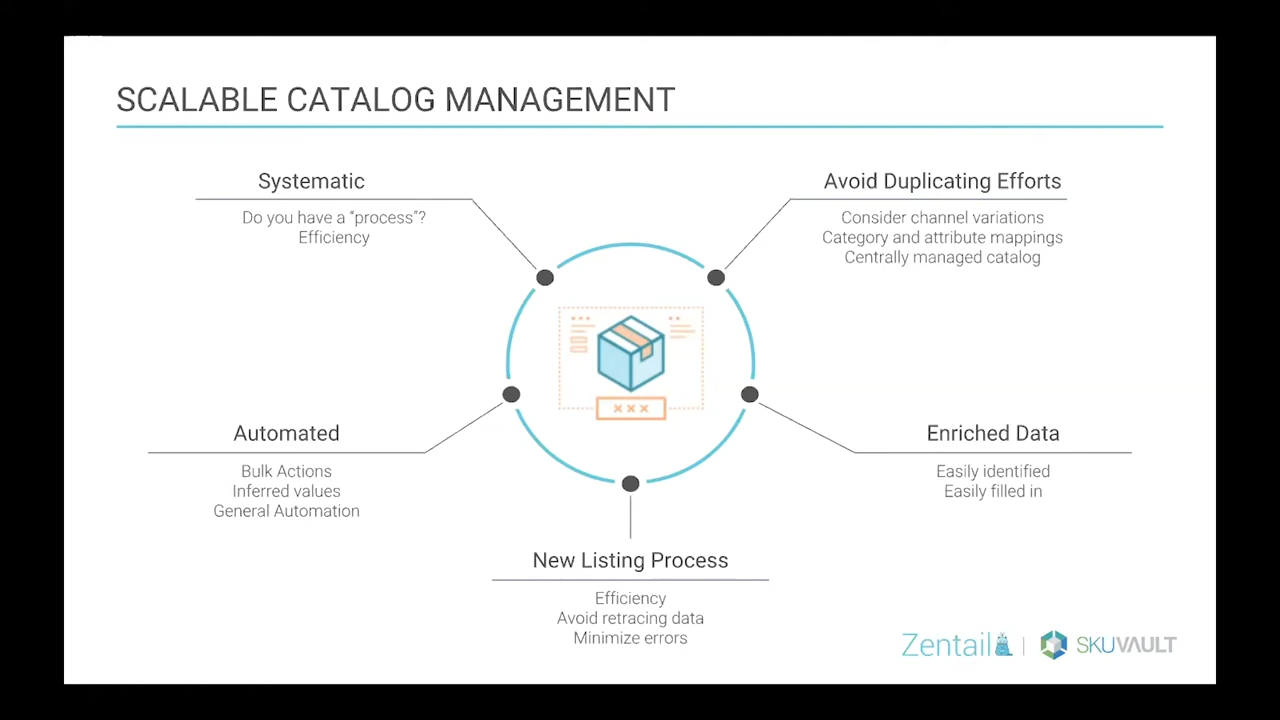 SCALABLE CATALOG MANAGEMENT
Systematic
Do you have a “process”?
Efficiency
Avoid Duplicating Efforts
Consider channel variations
Category and attribute mappings
Centrally managed catalog
Automated
Bulk Actions
Inferred values
General Automation
Enriched Data
Easily identified
Easily filled in
New Listing Process
Efficiency
Avoid retracing data
Minimize errors
Zentail | SKUVAULT